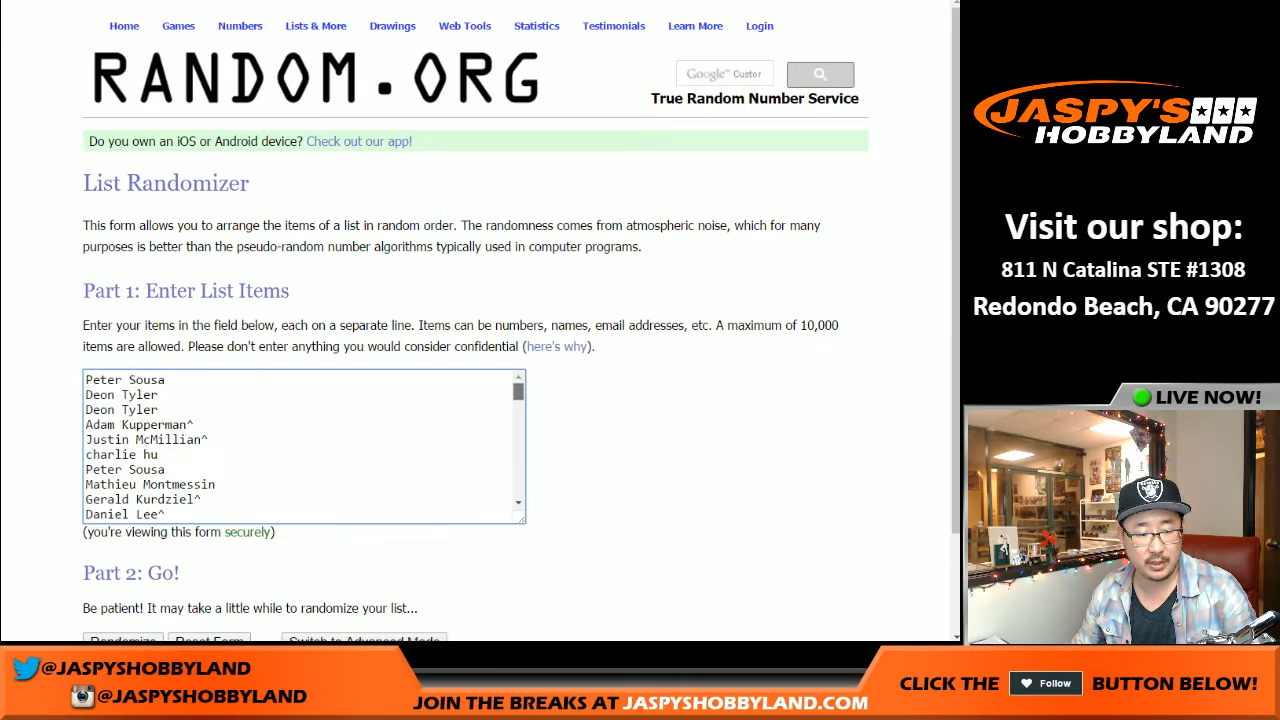 Home Games Numbers Lists & More Drawings Web Tools Statistics Testimonials Learn More Login
RANDOM.ORG
Google™ Custor
True Random Number Service
Do you own an iOS or Android device? Check out our app!
List Randomizer
This form allows you to arrange the items of a list in random order. The randomness comes from atmospheric noise, which for many
purposes is better than the pseudo-random number algorithms typically used in computer programs.
Part 1: Enter List Items
Enter your items in the field below, each on a separate line. Items can be numbers, names, email addresses, etc. A maximum of 10,000
items are allowed. Please don't enter anything you would consider confidential (here's why).
Peter Sousa
Deon Tyler
Deon Tyler
Adam Kupperman^
Justin McMillian^
charlie hu
Peter Sousa
Mathieu Montmessin
Gerald Kurdziel^
Daniel Lee^
(you're viewing this form securely)
Part 2: Go!
Be patient! It may take a little while to randomize your list...
Randomize Reset Form Switch to Advanced Mode
JASPY'S
HOBBYLAND
Visit our shop:
811 N Catalina STE #1308
Redondo Beach, CA 90277
LIVE NOW!
@JASPYSHOBBYLAND
@JASPYSHOBBYLAND
JOIN THE BREAKS AT JASPYSHOBBYLAND.COM
CLICK THE Follow BUTTON BELOW!